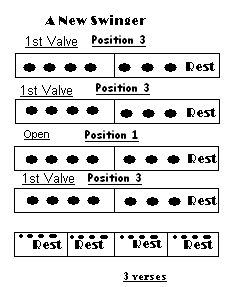 A New Swinger
1st Valve Position 3
Rest
1st Valve Position 3
Rest
Open Position 1
Rest
1st Valve Position 3
Rest
Rest Rest Rest Rest
3 verses